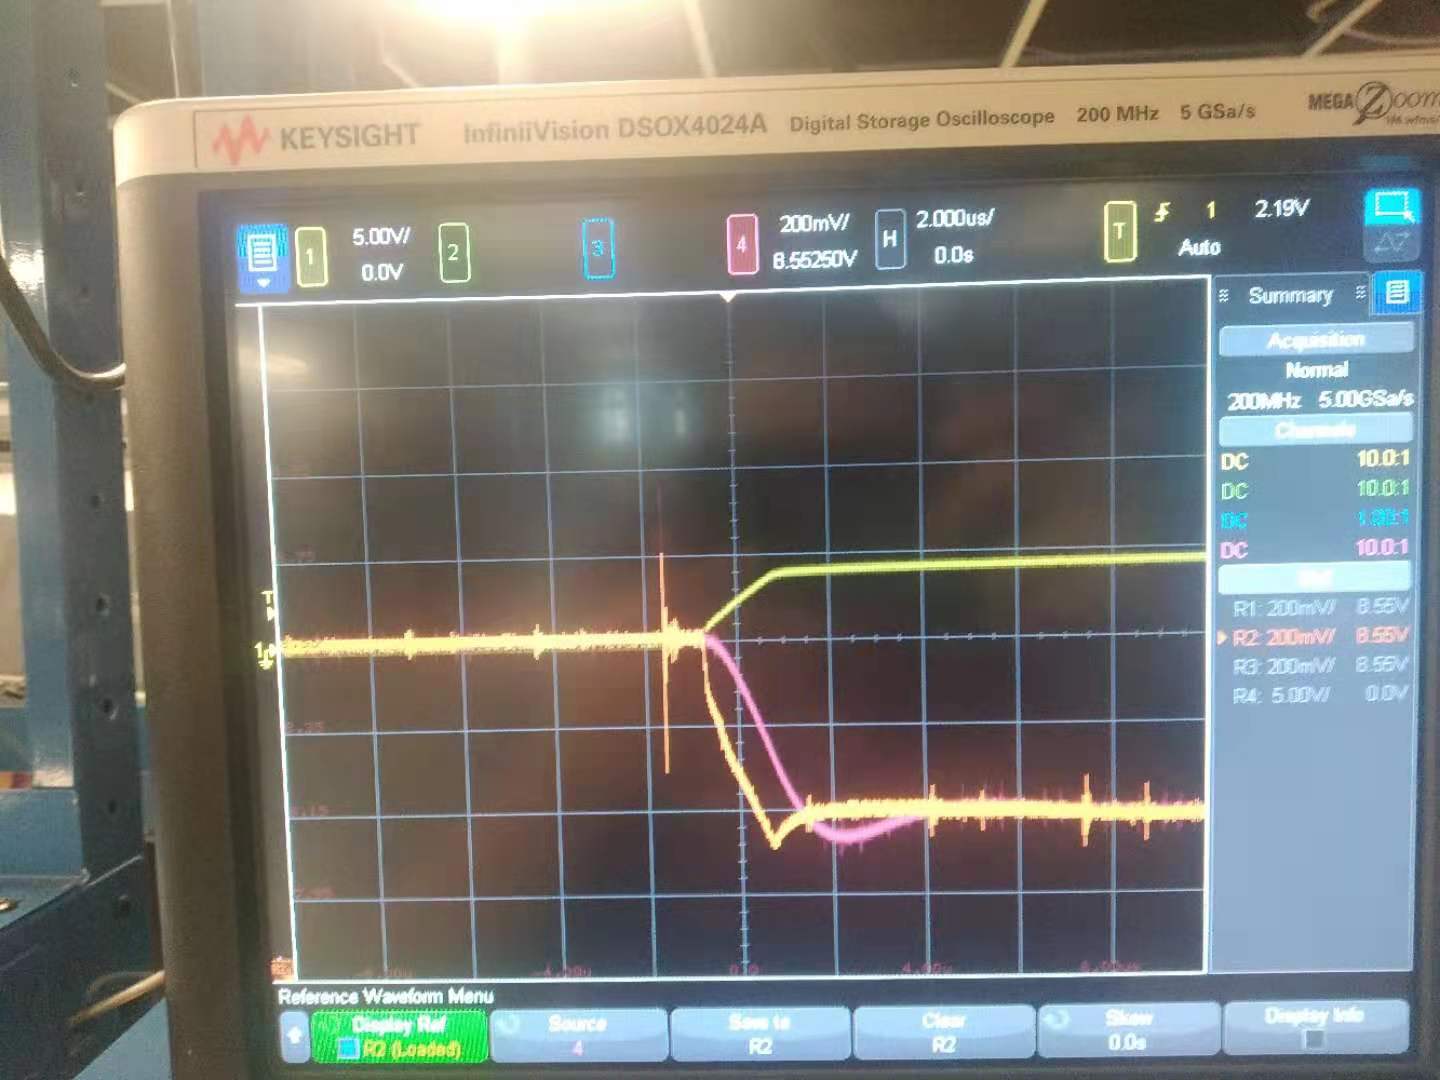 KEYSIGHT InfiniiVision DSOX4024A Digital Storage Oscilloscope 200 MHz 5 GSa/s MEGA Zoom
1 5.00V/ 2 3 4 200mV/ H 2.000us/ T 1 2.19V
0.0V 8.55250V 0.0s Auto
Summary
Acquisition
Normal
200MHz 5.00GSa/s
Channels
DC 10.0:1
DC 10.0:1
DC 1.00:1
DC 10.0:1
R1: 200mV/ 8.55V
R2: 200mV/ 8.55V
R3: 200mV/ 8.55V
R4: 5.00V/ 0.0V
T
1
Reference Waveform Menu
Display Ref Source Save to Clear Skew Display Info
R2 (Loaded) 4 R2 R2 0.0s